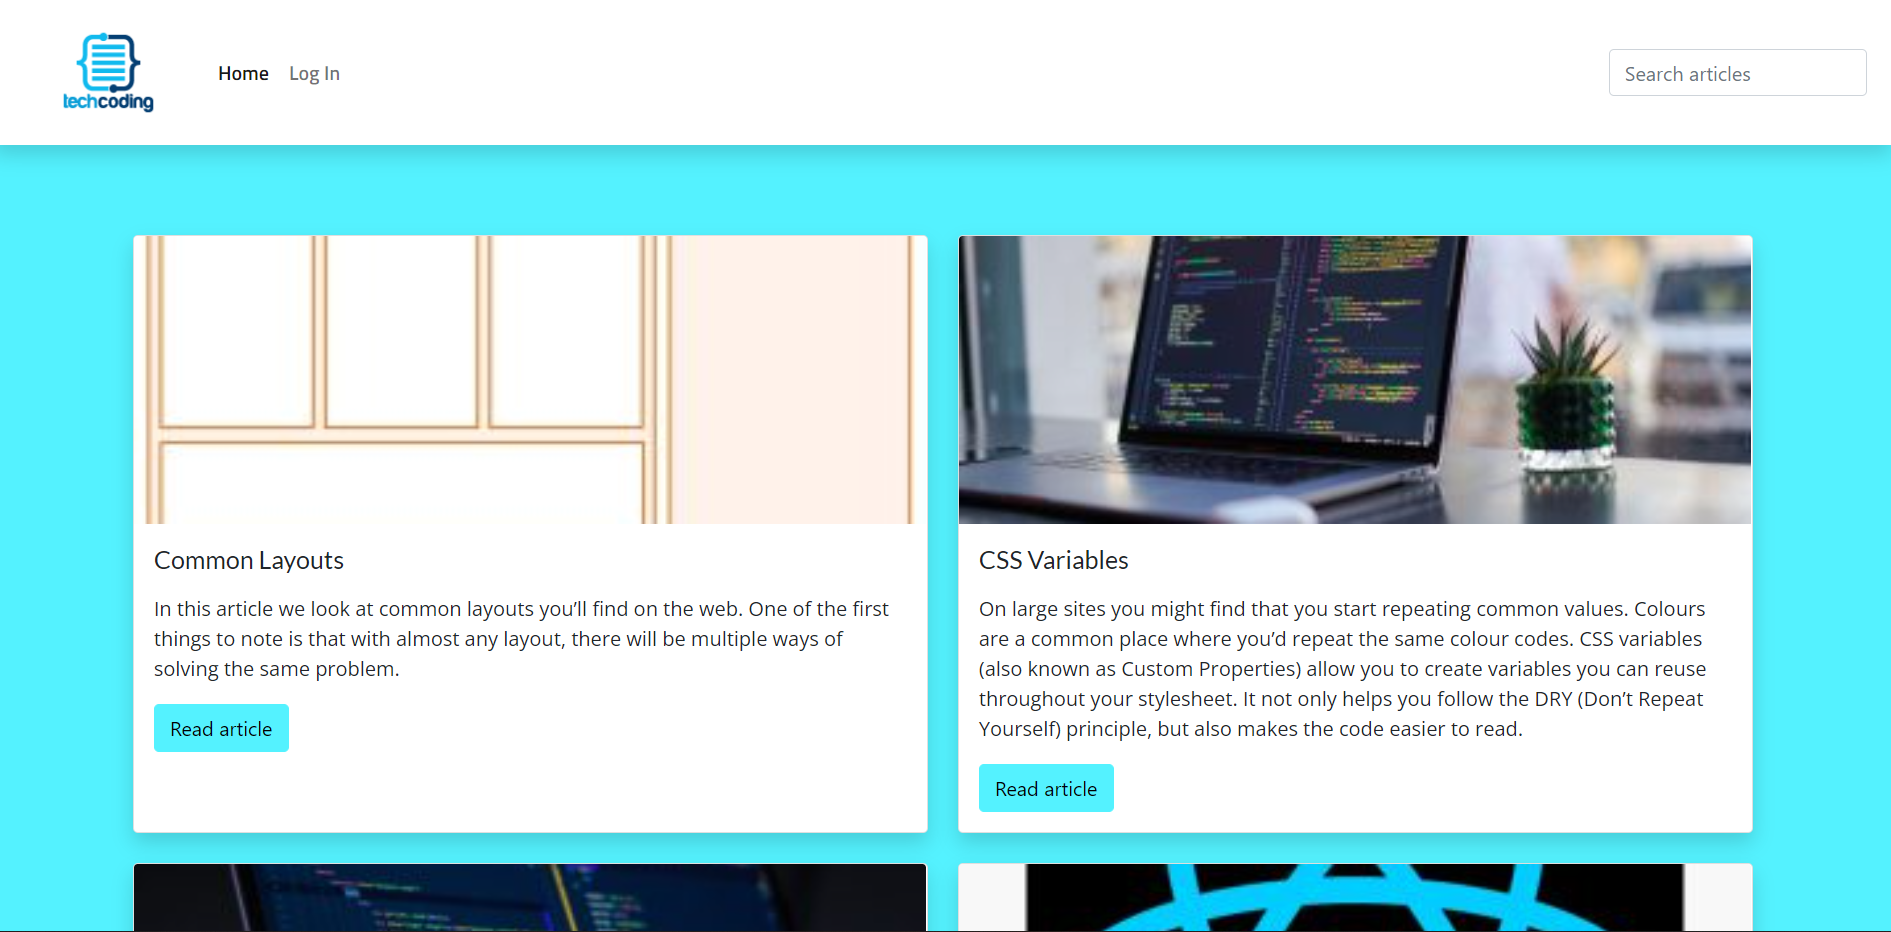 techcoding
Home
Log In
Search articles
Common Layouts
In this article we look at common layouts you’ll find on the web. One of the first
things to note is that with almost any layout, there will be multiple ways of
solving the same problem.
Read article
CSS Variables
On large sites you might find that you start repeating common values. Colours
are a common place where you’d repeat the same colour codes. CSS variables
(also known as Custom Properties) allow you to create variables you can reuse
throughout your stylesheet. It not only helps you follow the DRY (Don’t Repeat
Yourself) principle, but also makes the code easier to read.
Read article